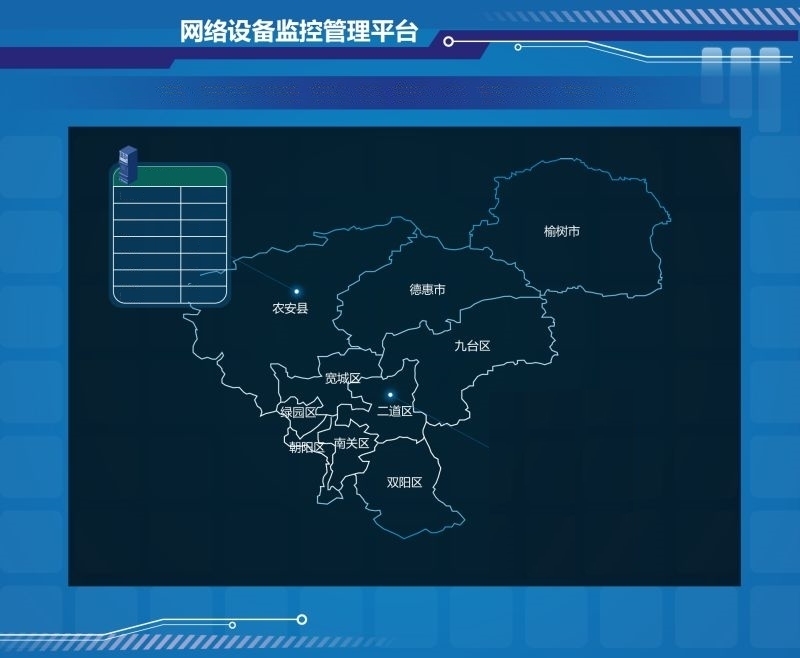 网络设备监控管理平台
榆树市
德惠市
农安县
九台区
宽城区
绿园区
二道区
朝阳区
南关区
双阳区